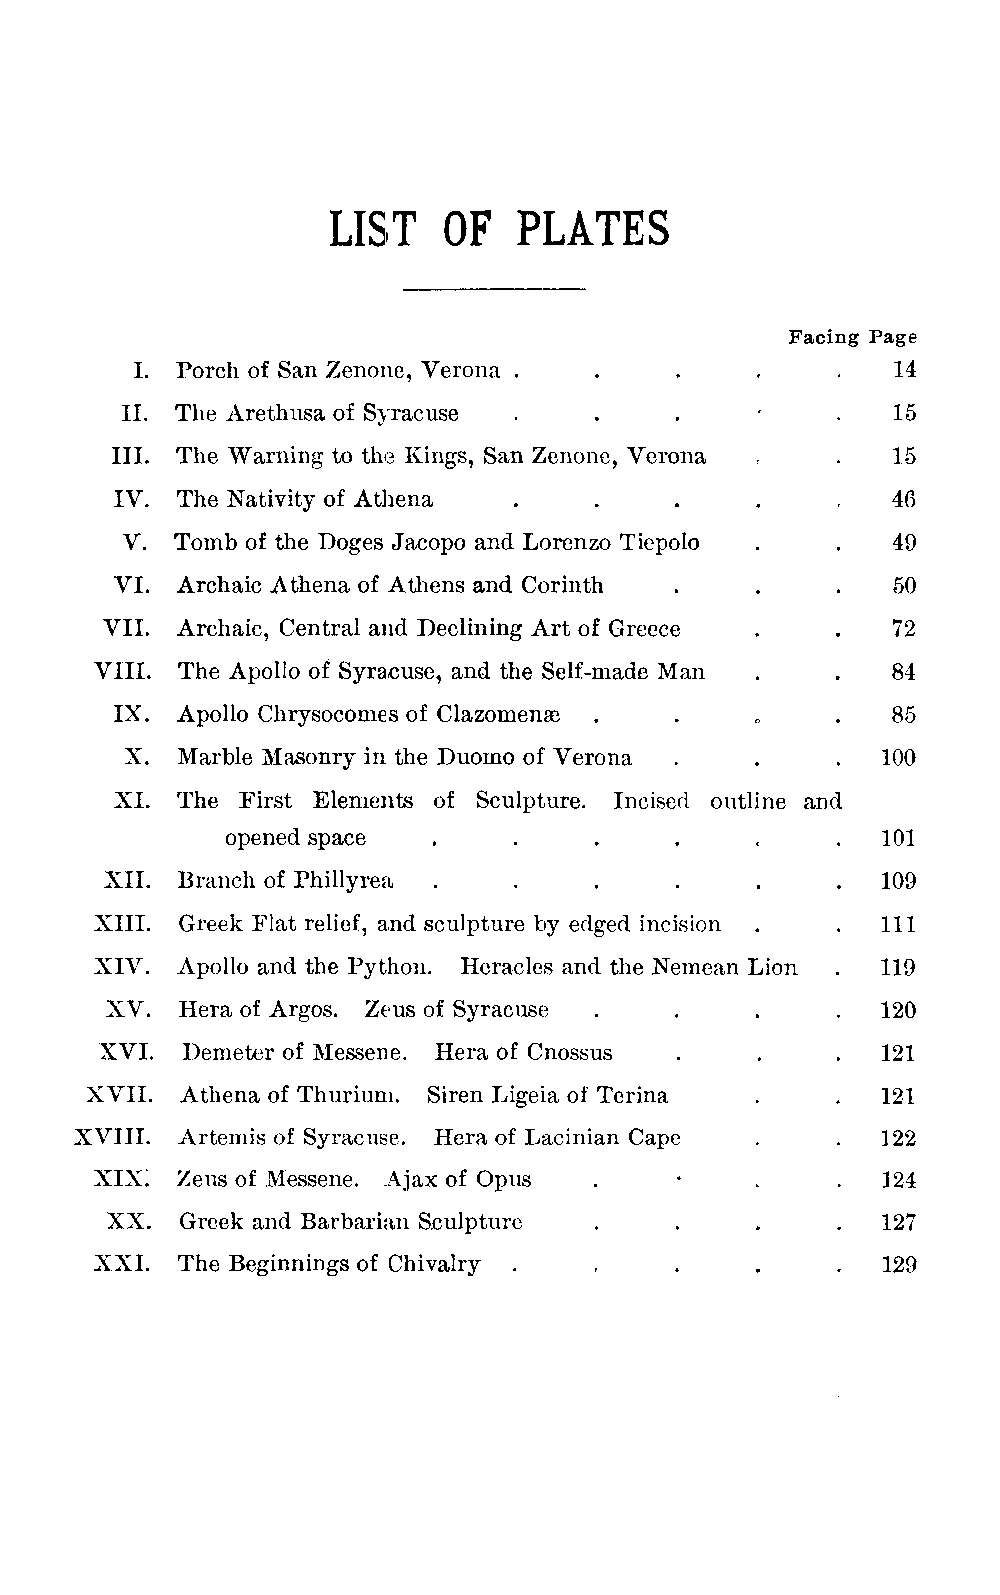 LIST OF PLATES
Facing Page
I. Porch of San Zenone, Verona . . . . . 14
II. The Arethusa of Syracuse . . . . . 15
III. The Warning to the Kings, San Zenone, Verona . . 15
IV. The Nativity of Athena . . . . . 46
V. Tomb of the Doges Jacopo and Lorenzo Tiepolo . . 49
VI. Archaic Athena of Athens and Corinth . . . 50
VII. Archaic, Central and Declining Art of Greece . . 72
VIII. The Apollo of Syracuse, and the Self-made Man . . 84
IX. Apollo Chrysocomes of Clazomenæ . . . . 85
X. Marble Masonry in the Duomo of Verona . . . 100
XI. The First Elements of Sculpture. Incised outline and
opened space . . . . . . 101
XII. Branch of Phillyrea . . . . . . 109
XIII. Greek Flat relief, and sculpture by edged incision . . 111
XIV. Apollo and the Python. Heracles and the Nemean Lion . 119
XV. Hera of Argos. Zeus of Syracuse . . . . 120
XVI. Demeter of Messene. Hera of Cnossus . . . 121
XVII. Athena of Thurium. Siren Ligeia of Terina . . 121
XVIII. Artemis of Syracuse. Hera of Lacinian Cape . . 122
XIX. Zeus of Messene. Ajax of Opus . . . . 124
XX. Greek and Barbarian Sculpture . . . . 127
XXI. The Beginnings of Chivalry . . . . . 129